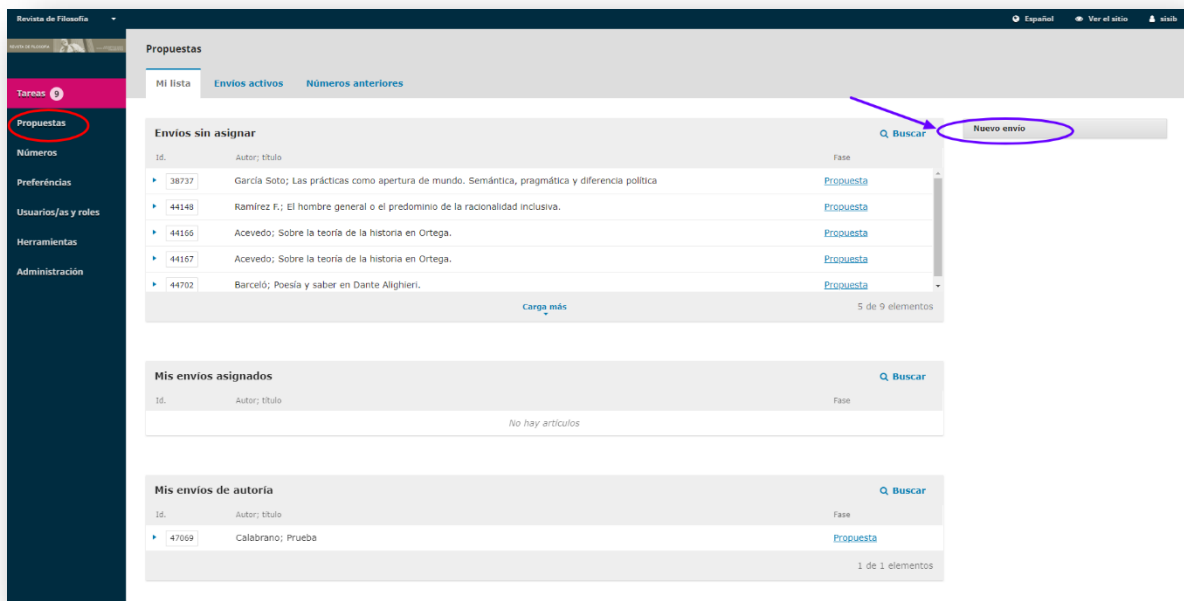 Revista de Filosofía
Español
Ver el sitio
sisib
Tareas 9
Propuestas
Números
Preferéncias
Usuarios/as y roles
Herramientas
Administración
Propuestas
Mi lista Envíos activos Números anteriores
Nuevo envío
Envíos sin asignar Buscar
Id. Autor; título Fase
38737 García Soto; Las prácticas como apertura de mundo. Semántica, pragmática y diferencia política Propuesta
44148 Ramírez F.; El hombre general o el predominio de la racionalidad inclusiva. Propuesta
44166 Acevedo; Sobre la teoría de la historia en Ortega. Propuesta
44167 Acevedo; Sobre la teoría de la historia en Ortega. Propuesta
44702 Barceló; Poesía y saber en Dante Alighieri. Propuesta
Carga más 5 de 9 elementos
Mis envíos asignados Buscar
Id. Autor; título Fase
No hay artículos
Mis envíos de autoría Buscar
Id. Autor; título Fase
47069 Calabrano; Prueba Propuesta
1 de 1 elementos